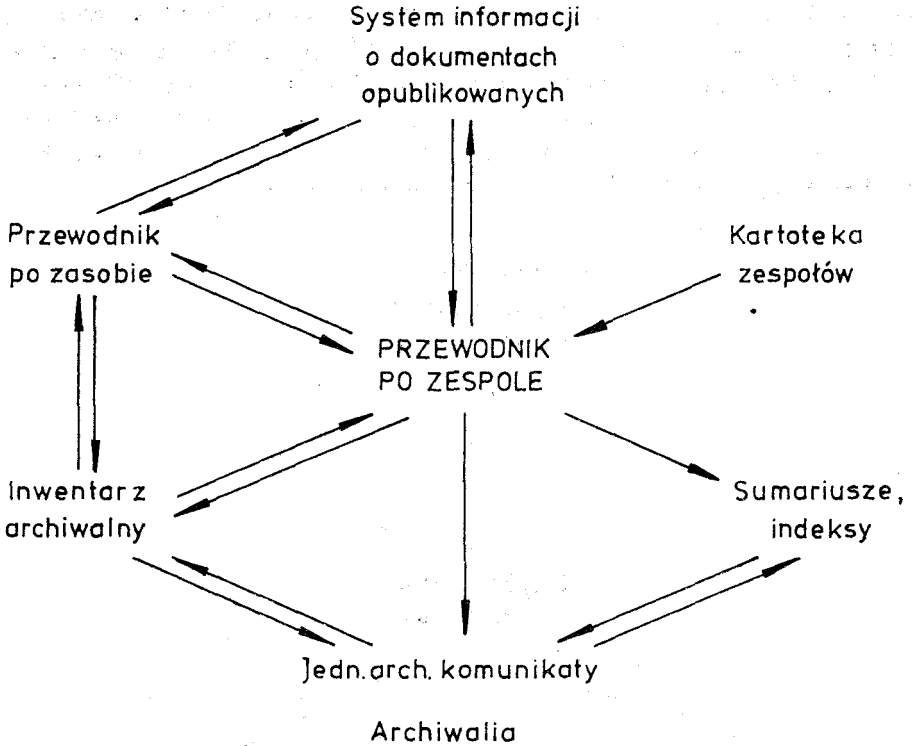 System informacji
o dokumentach
opublikowanych
Przewodnik
po zasobie
Kartoteka
zespołów
PRZEWODNIK
PO ZESPOLE
Inwentarz
archiwalny
Sumariusze,
indeksy
Jedn. arch. komunikaty
Archiwalia